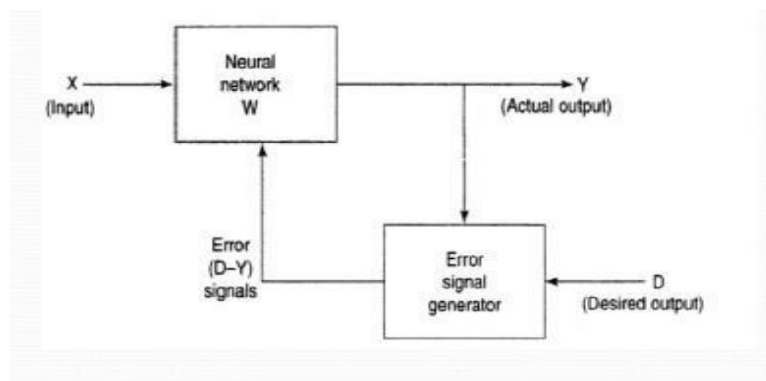 Neural
network
W
X
(Input)
Y
(Actual output)
Error
(D–Y)
signals
Error
signal
generator
D
(Desired output)